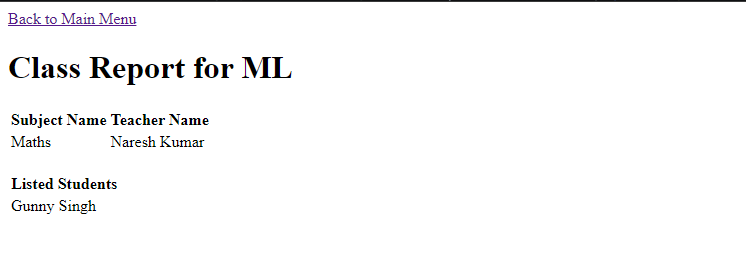 Back to Main Menu
Class Report for ML
Subject Name Teacher Name
Maths Naresh Kumar
Listed Students
Gunny Singh